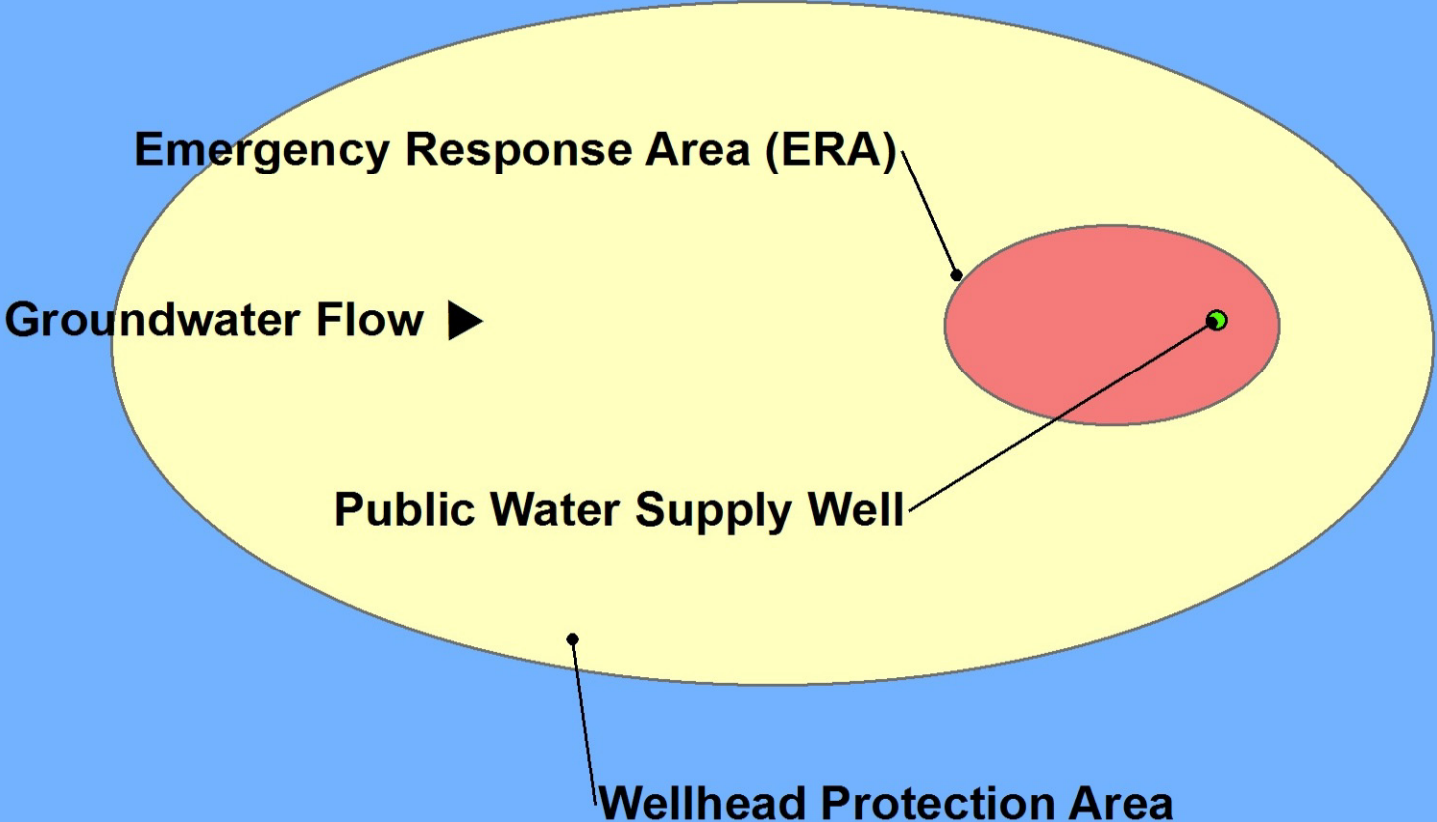 Emergency Response Area (ERA)
Groundwater Flow
Public Water Supply Well
Wellhead Protection Area